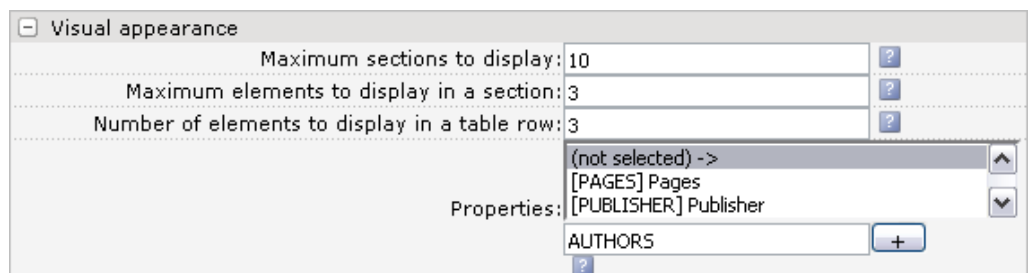 Visual appearance
Maximum sections to display: 10 ?
Maximum elements to display in a section: 3 ?
Number of elements to display in a table row: 3 ?
(not selected) ->
[PAGES] Pages
Properties: [PUBLISHER] Publisher
AUTHORS +
?